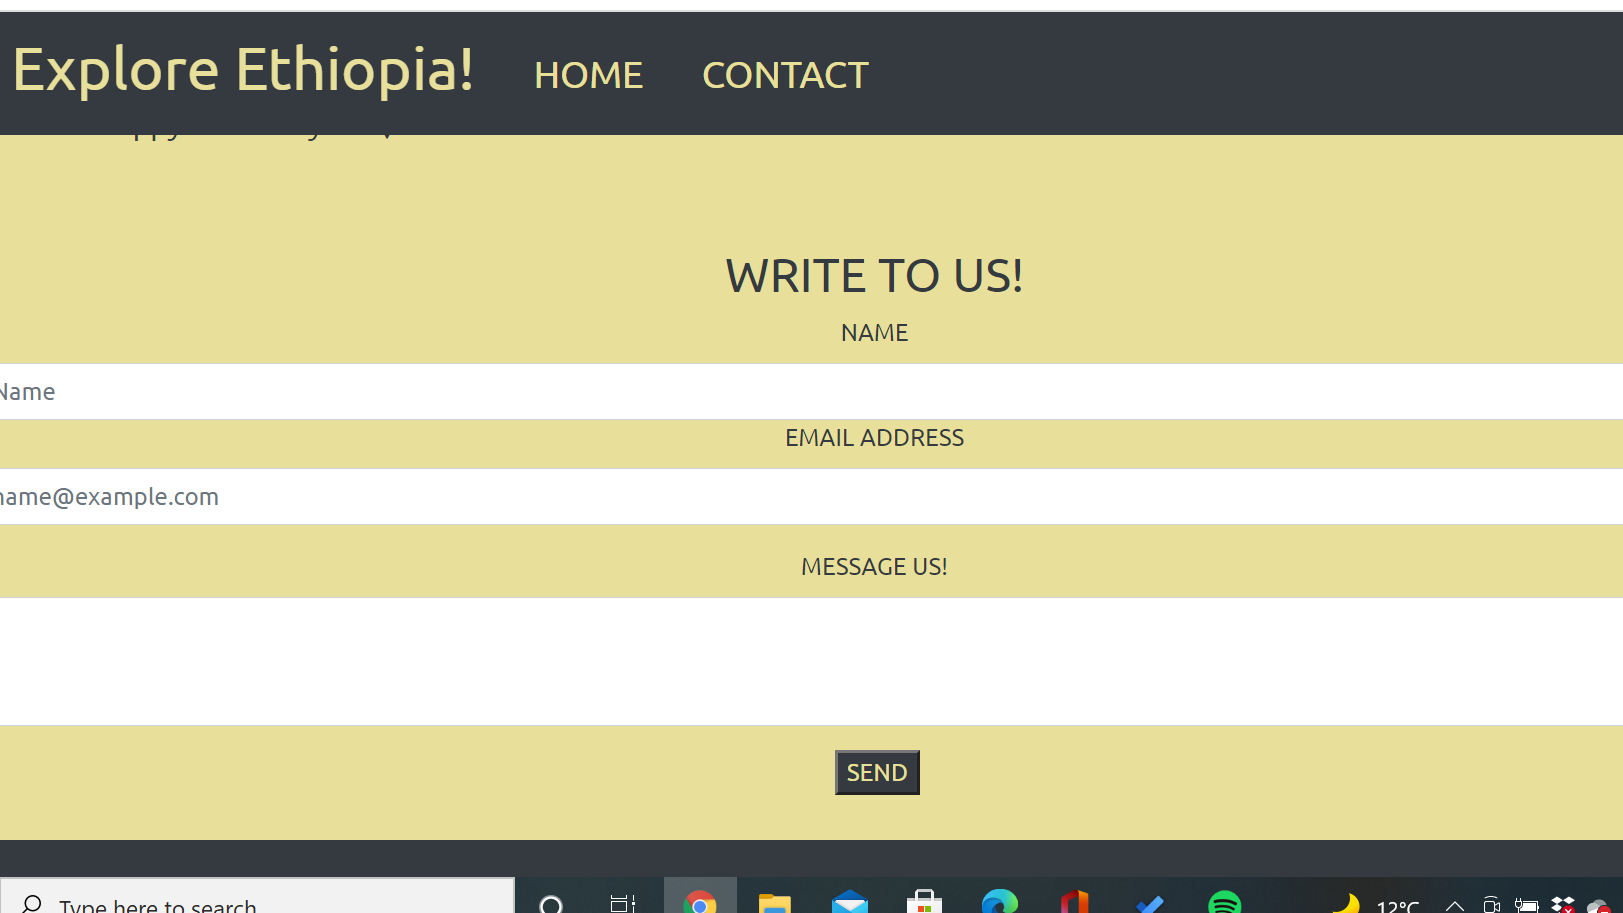 Explore Ethiopia! HOME CONTACT
WRITE TO US!
NAME
Name
EMAIL ADDRESS
name@example.com
MESSAGE US!
SEND
Type here to search
12°C